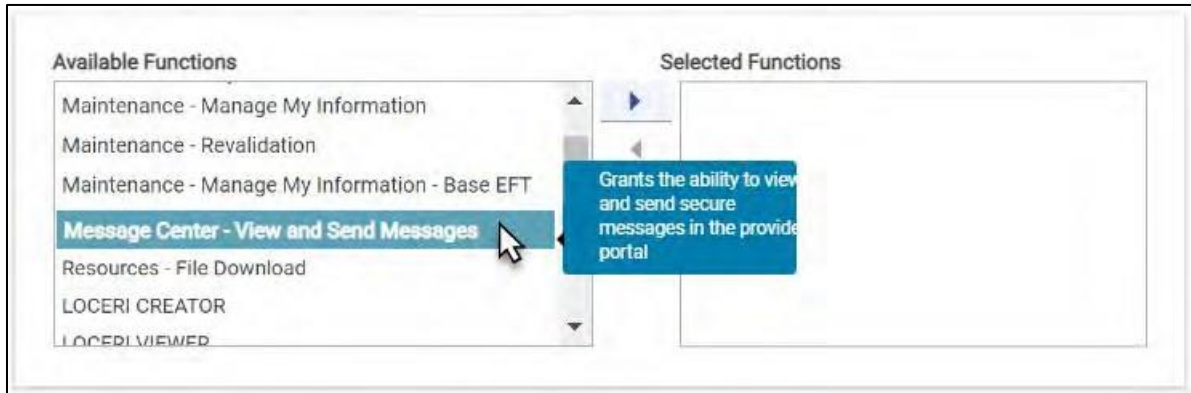 Available Functions
Selected Functions
Maintenance - Manage My Information
Maintenance - Revalidation
Maintenance - Manage My Information - Base EFT
Message Center - View and Send Messages
Resources - File Download
LOCERI CREATOR
LOCERI VIEWER
Grants the ability to view
and send secure
messages in the provide
portal